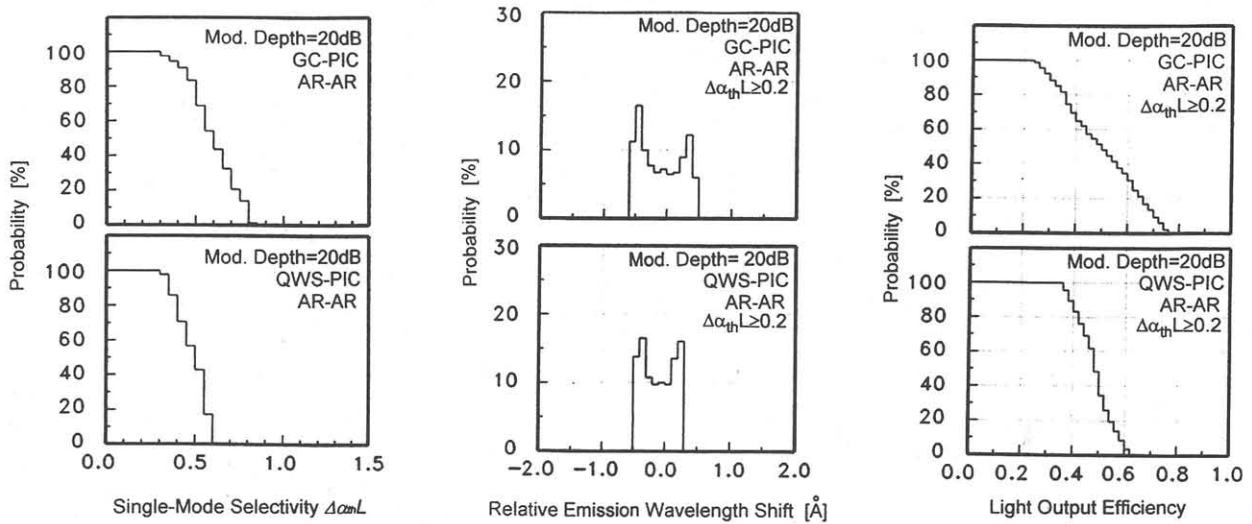 Probability [%]
100
80
60
40
20
0
Mod. Depth=20dB
GC-PIC
AR-AR
100
80
60
40
20
0
Mod. Depth=20dB
QWS-PIC
AR-AR
0.0 0.5 1.0 1.5
Single-Mode Selectivity ΔαthL
Probability [%]
30
20
10
0
Mod. Depth=20dB
GC-PIC
AR-AR
ΔαthL≥0.2
30
20
10
0
Mod. Depth= 20dB
QWS-PIC
AR-AR
ΔαthL≥0.2
−2.0 −1.0 0.0 1.0 2.0
Relative Emission Wavelength Shift [Å]
Probability [%]
100
80
60
40
20
0
Mod. Depth=20dB
GC-PIC
AR-AR
ΔαthL≥0.2
100
80
60
40
20
0
Mod. Depth=20dB
QWS-PIC
AR-AR
ΔαthL≥0.2
0.0 0.2 0.4 0.6 0.8 1.0
Light Output Efficiency